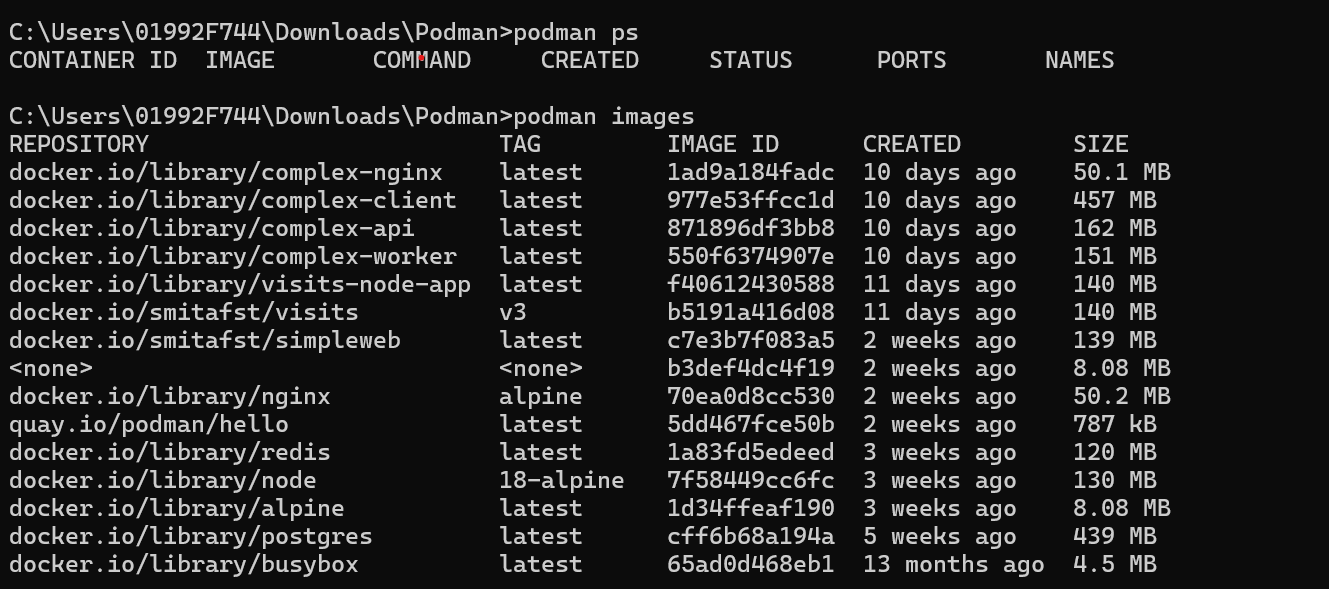 C:\Users\01992F744\Downloads\Podman>podman ps
CONTAINER ID  IMAGE       COMMAND     CREATED     STATUS      PORTS       NAMES
C:\Users\01992F744\Downloads\Podman>podman images
REPOSITORY                         TAG         IMAGE ID      CREATED        SIZE
docker.io/library/complex-nginx    latest      1ad9a184fadc  10 days ago    50.1 MB
docker.io/library/complex-client   latest      977e53ffcc1d  10 days ago    457 MB
docker.io/library/complex-api      latest      871896df3bb8  10 days ago    162 MB
docker.io/library/complex-worker   latest      550f6374907e  10 days ago    151 MB
docker.io/library/visits-node-app  latest      f40612430588  11 days ago    140 MB
docker.io/smitafst/visits          v3          b5191a416d08  11 days ago    140 MB
docker.io/smitafst/simpleweb       latest      c7e3b7f083a5  2 weeks ago    139 MB
<none>                             <none>      b3def4dc4f19  2 weeks ago    8.08 MB
docker.io/library/nginx            alpine      70ea0d8cc530  2 weeks ago    50.2 MB
quay.io/podman/hello               latest      5dd467fce50b  2 weeks ago    787 kB
docker.io/library/redis            latest      1a83fd5edeed  3 weeks ago    120 MB
docker.io/library/node             18-alpine   7f58449cc6fc  3 weeks ago    130 MB
docker.io/library/alpine           latest      1d34ffeaf190  3 weeks ago    8.08 MB
docker.io/library/postgres         latest      cff6b68a194a  5 weeks ago    439 MB
docker.io/library/busybox          latest      65ad0d468eb1  13 months ago  4.5 MB